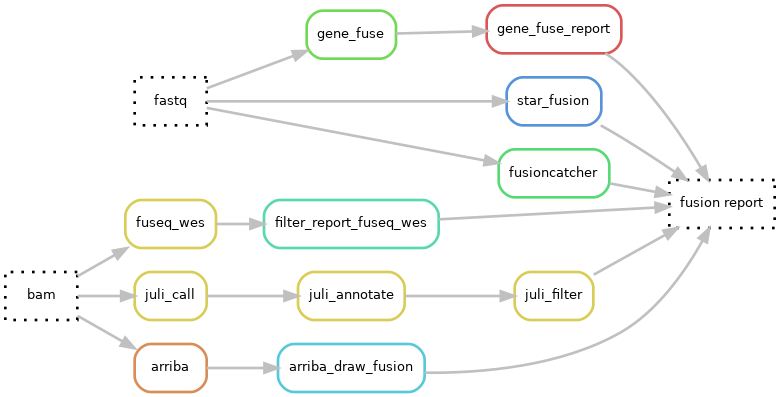 gene_fuse
gene_fuse_report
fastq
star_fusion
fusioncatcher
fusion report
fuseq_wes
filter_report_fuseq_wes
bam
juli_call
juli_annotate
juli_filter
arriba
arriba_draw_fusion